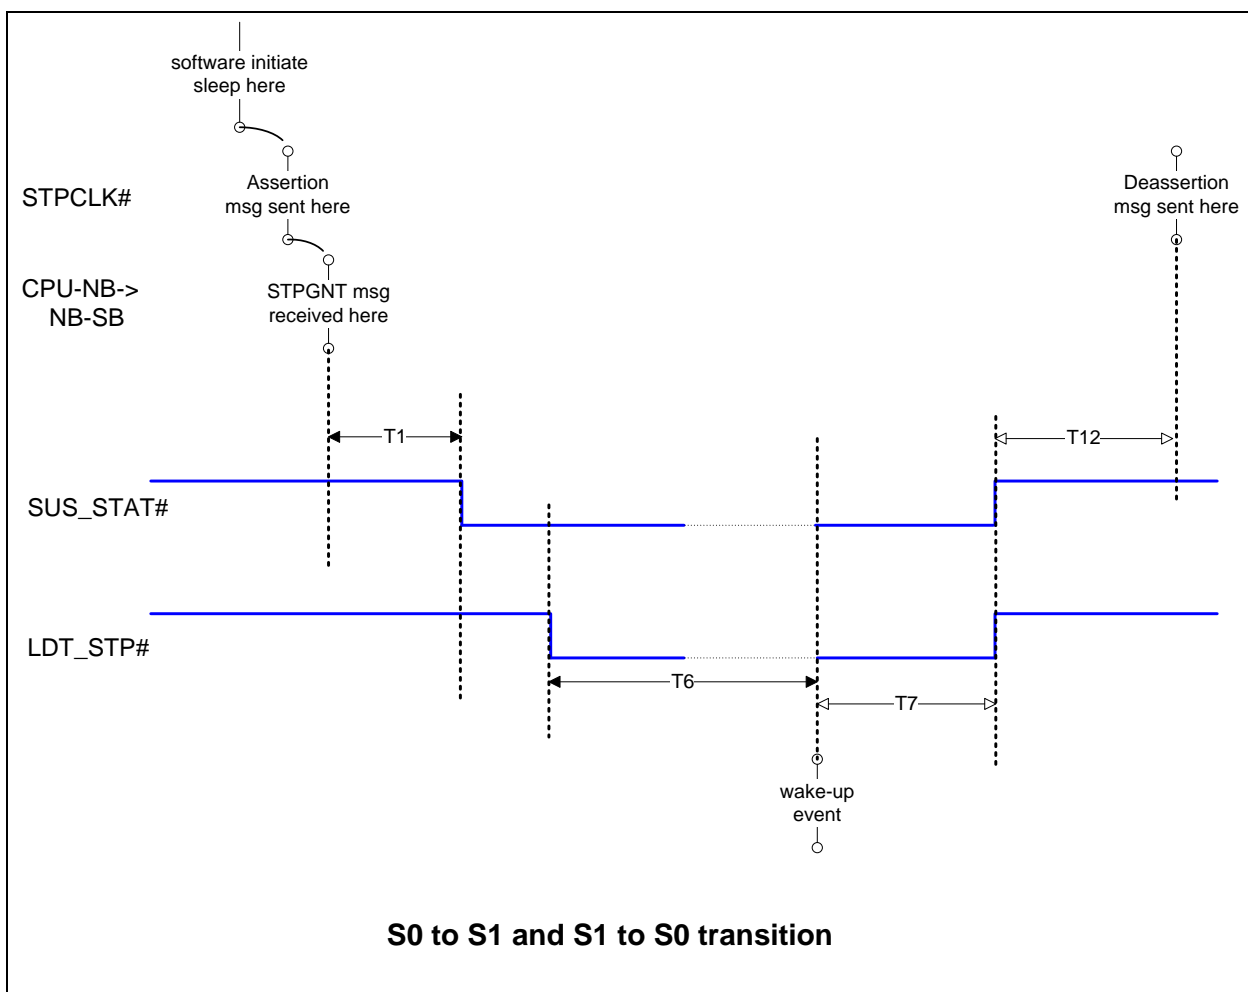 software initiate
sleep here
STPCLK#
Assertion
msg sent here
Deassertion
msg sent here
CPU-NB->
NB-SB
STPGNT msg
received here
T1
T12
SUS_STAT#
LDT_STP#
T6
T7
wake-up
event
S0 to S1 and S1 to S0 transition